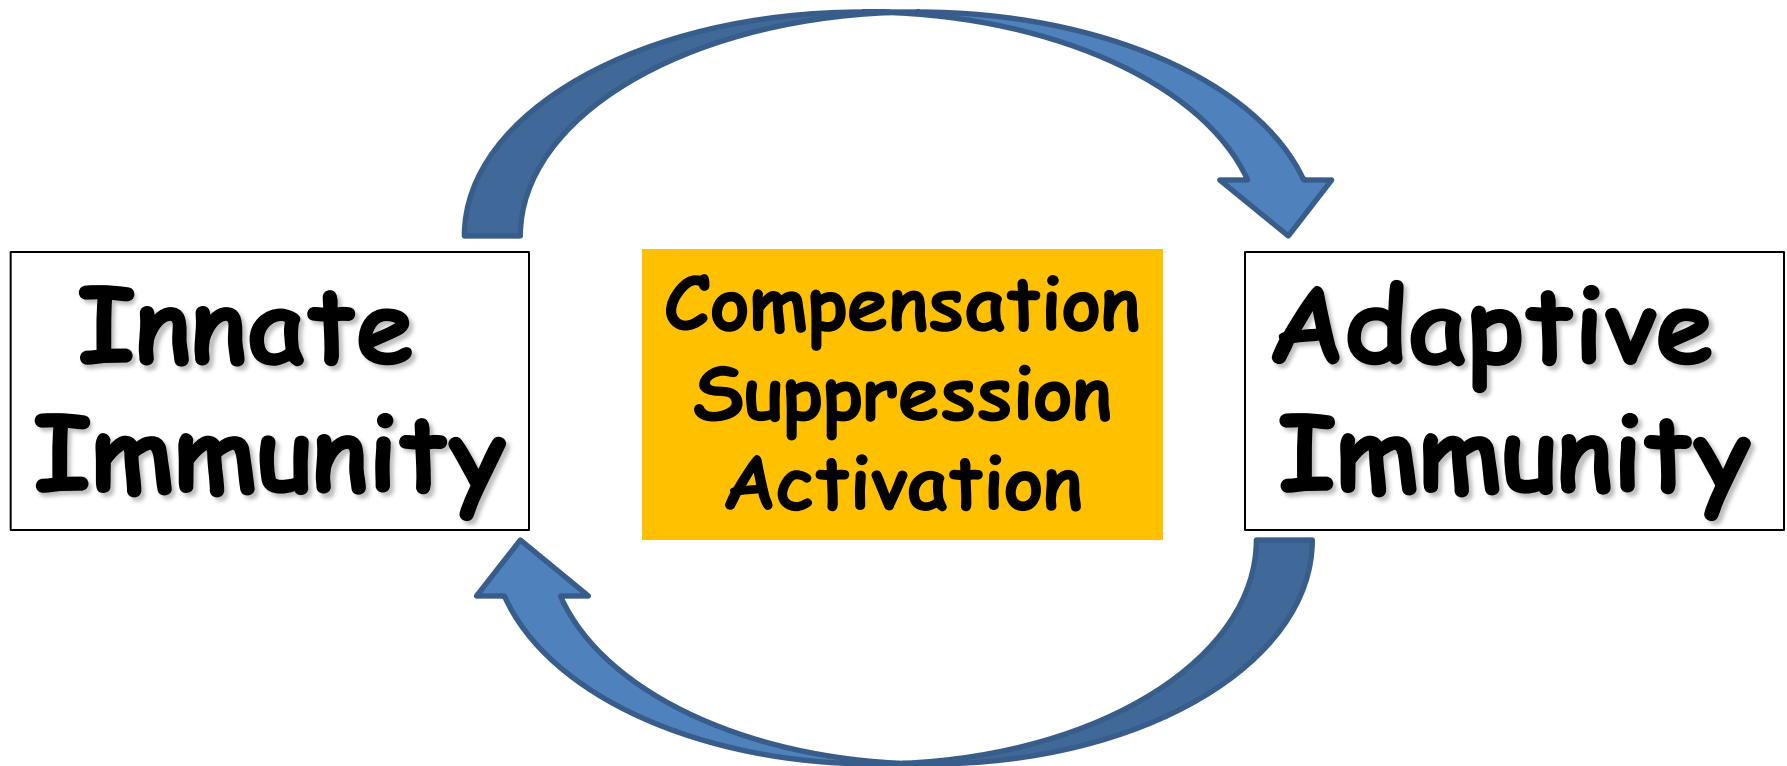 Innate
Immunity
Compensation
Suppression
Activation
Adaptive
Immunity